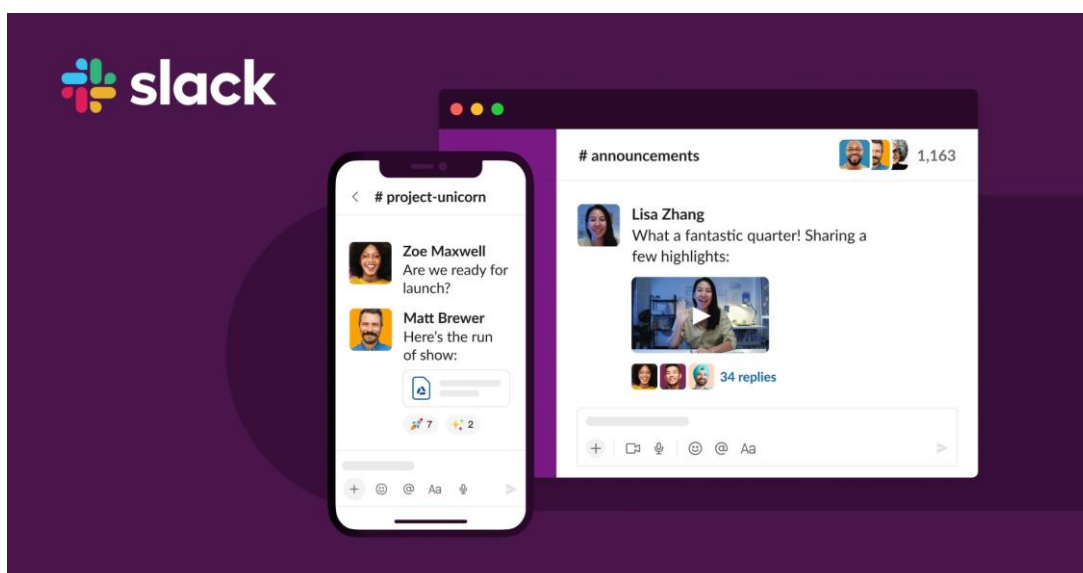 slack
# project-unicorn
Zoe Maxwell
Are we ready for
launch?
Matt Brewer
Here's the run
of show:
7
2
@ Aa
# announcements
1,163
Lisa Zhang
What a fantastic quarter! Sharing a
few highlights:
34 replies
@ Aa